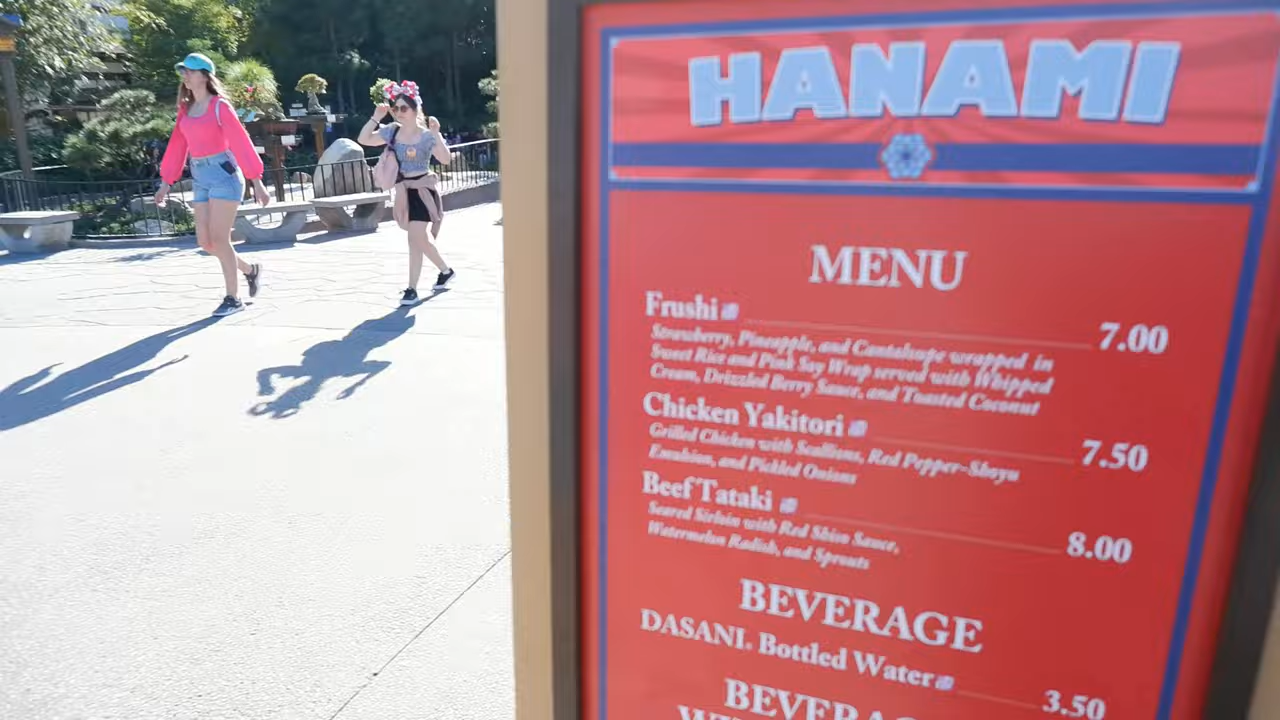 HANAMI
MENU
Frushi 7.00
Strawberry, Pineapple, and Cantaloupe wrapped in
Sweet Rice and Pink Soy Wrap served with Whipped
Cream, Drizzled Berry Sauce, and Toasted Coconut
Chicken Yakitori 7.50
Grilled Chicken with Scallions, Red Pepper-Shoyu
Emulsion, and Pickled Onions
Beef Tataki 8.00
Seared Sirloin with Red Shiso Sauce,
Watermelon Radish, and Sprouts
BEVERAGE
DASANI® Bottled Water 3.50